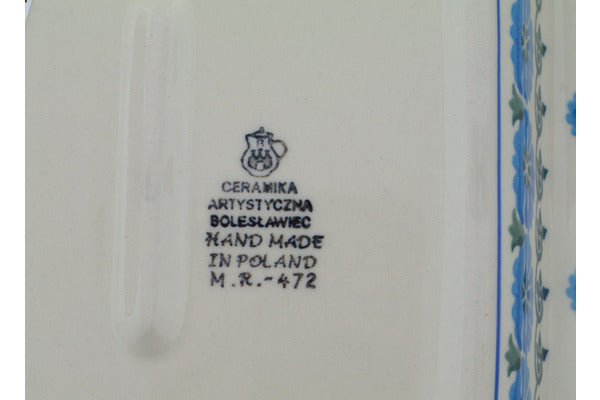 CERAMIKA
ARTYSTYCZNA
BOLESŁAWIEC
HAND MADE
IN POLAND
M.R.-472